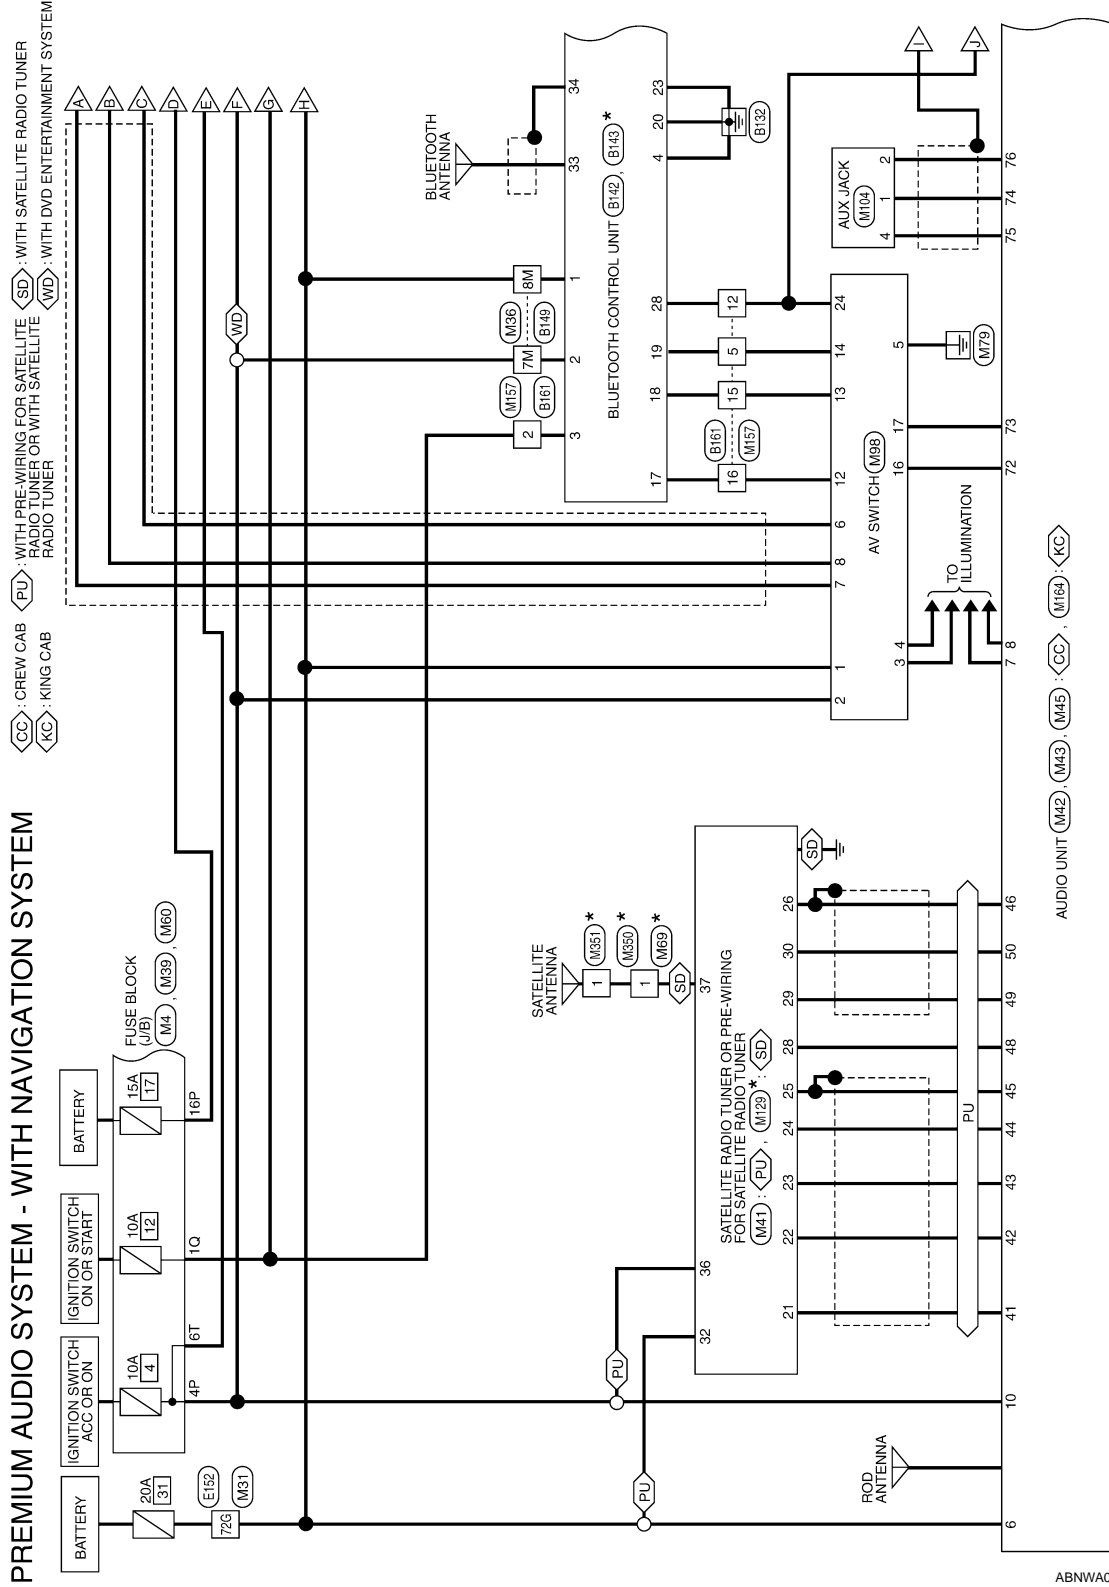 PREMIUM AUDIO SYSTEM - WITH NAVIGATION SYSTEM
CC : CREW CAB
KC : KING CAB
PU : WITH PRE-WIRING FOR SATELLITE
RADIO TUNER OR WITH SATELLITE
RADIO TUNER
SD : WITH SATELLITE RADIO TUNER
WD : WITH DVD ENTERTAINMENT SYSTEM
BATTERY
IGNITION SWITCH
ACC OR ON
IGNITION SWITCH
ON OR START
BATTERY
20A
31
10A
4
10A
12
15A
17
FUSE BLOCK
(J/B)
M4 , M39 , M60
E152
M31
72G
4P
6T
1Q
16P
A
B
C
D
E
F
G
H
WD
BLUETOOTH
ANTENNA
M157
B161
M36
B149
2
7M
8M
3
2
1
33
34
BLUETOOTH CONTROL UNIT B142 , B143 *
17
18
19
28
4
20
23
B132
B161
M157
16
15
5
12
2
1
7
8
6
12
13
14
24
AV SWITCH M98
3
4
16
17
5
M79
TO
ILLUMINATION
AUX JACK
M104
4
1
2
I
J
SATELLITE
ANTENNA
1
M351 *
1
M350 *
M69 *
SD
PU
PU
32
36
37
SATELLITE RADIO TUNER OR PRE-WIRING
FOR SATELLITE RADIO TUNER
M41 : PU , M129 * : SD
21
22
23
24
25
28
29
30
26
SD
PU
ROD
ANTENNA
6
10
41
42
43
44
45
48
49
50
46
7
8
72
73
75
74
76
AUDIO UNIT M42 , M43 , M45 : CC , M164 : KC
ABNWA0